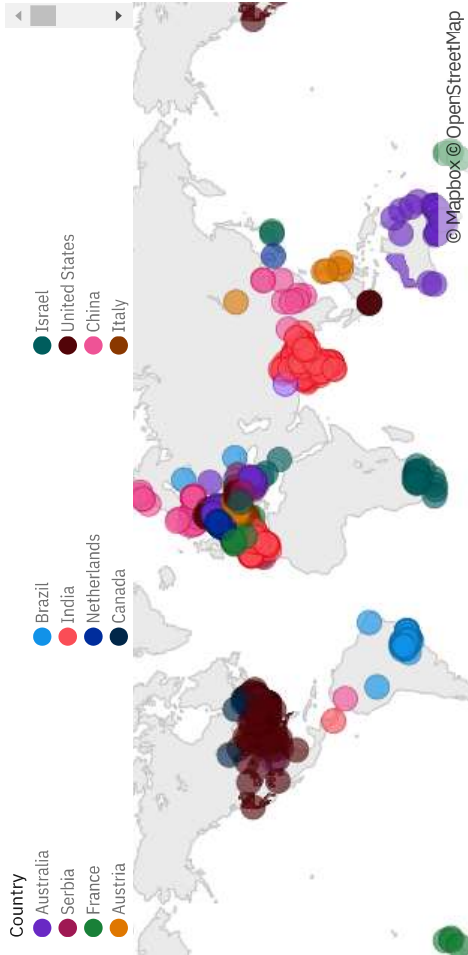 Country
Australia
Brazil
Israel
Serbia
India
United States
France
Netherlands
China
Austria
Canada
Italy
© Mapbox © OpenStreetMap